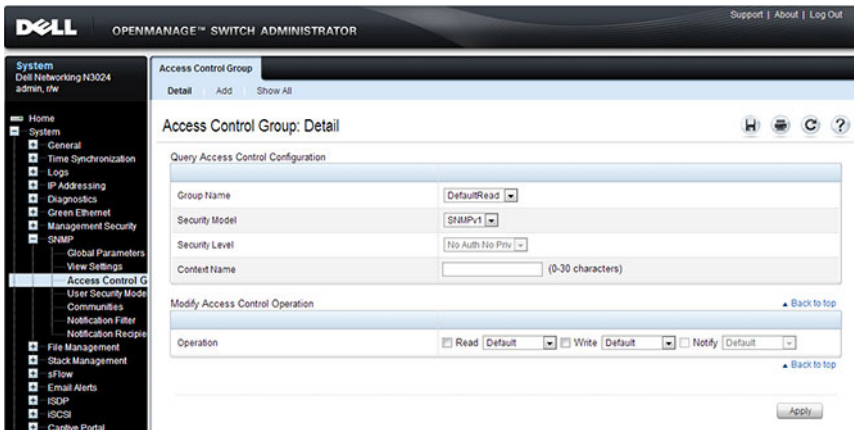 Support | About | Log Out
DELL
OPENMANAGE™ SWITCH ADMINISTRATOR
System
Dell Networking N3024
admin, r/w
Home
System
General
Time Synchronization
Logs
IP Addressing
Diagnostics
Green Ethernet
Management Security
SNMP
Global Parameters
View Settings
Access Control G
User Security Mode
Communities
Notification Filter
Notification Recipie
File Management
Stack Management
sFlow
Email Alerts
ISDP
iSCSI
Captive Portal
Access Control Group
Detail Add Show All
Access Control Group: Detail
Query Access Control Configuration
Group Name DefaultRead
Security Model SNMPv1
Security Level No Auth No Priv
Context Name (0-30 characters)
Modify Access Control Operation Back to top
Operation Read Default Write Default Notify Default
Back to top
Apply